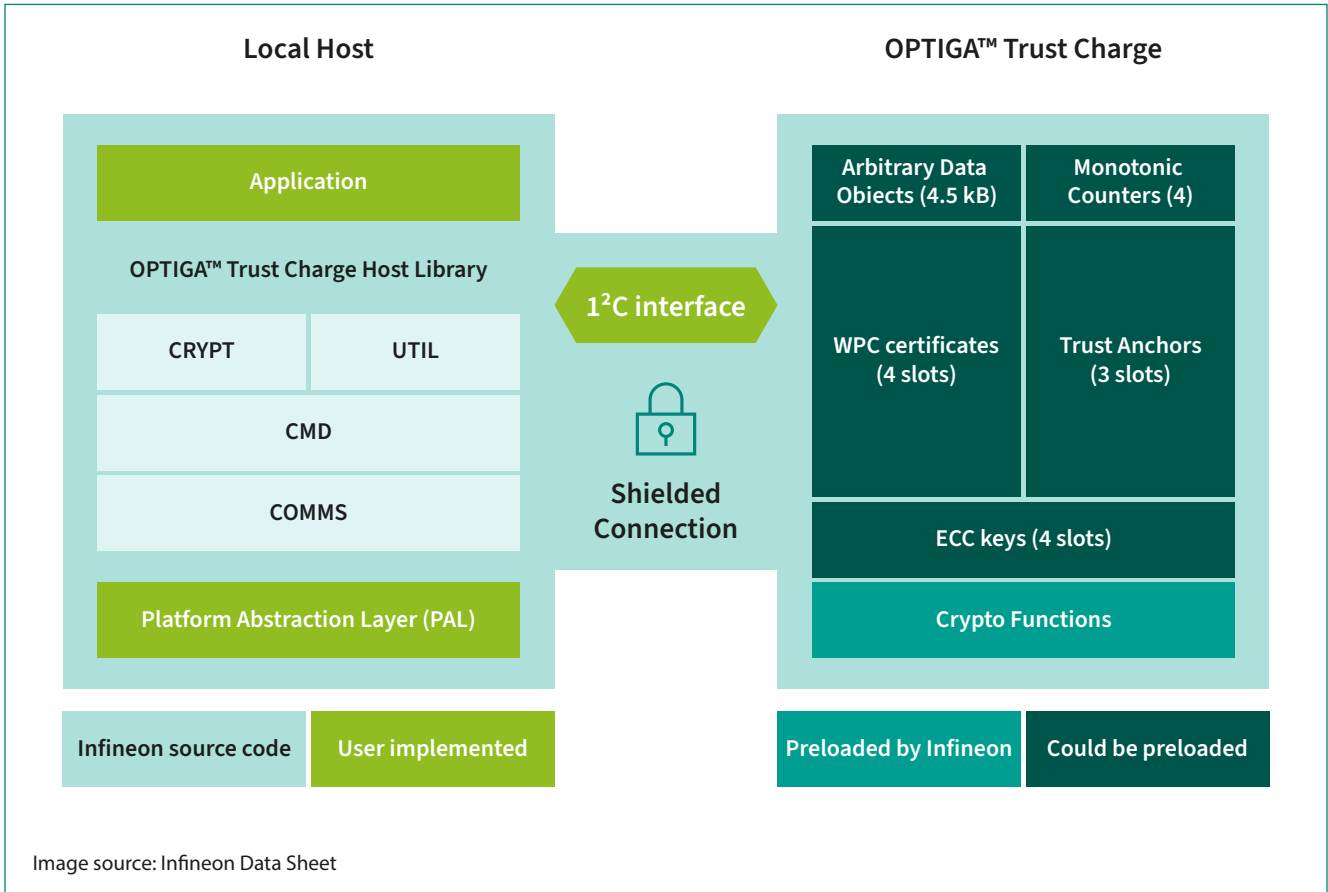 Local Host
OPTIGA™ Trust Charge
Application
OPTIGA™ Trust Charge Host Library
CRYPT
UTIL
CMD
COMMS
Platform Abstraction Layer (PAL)
1²C interface
Shielded
Connection
Arbitrary Data
Obiects (4.5 kB)
Monotonic
Counters (4)
WPC certificates
(4 slots)
Trust Anchors
(3 slots)
ECC keys (4 slots)
Crypto Functions
Infineon source code
User implemented
Preloaded by Infineon
Could be preloaded
Image source: Infineon Data Sheet